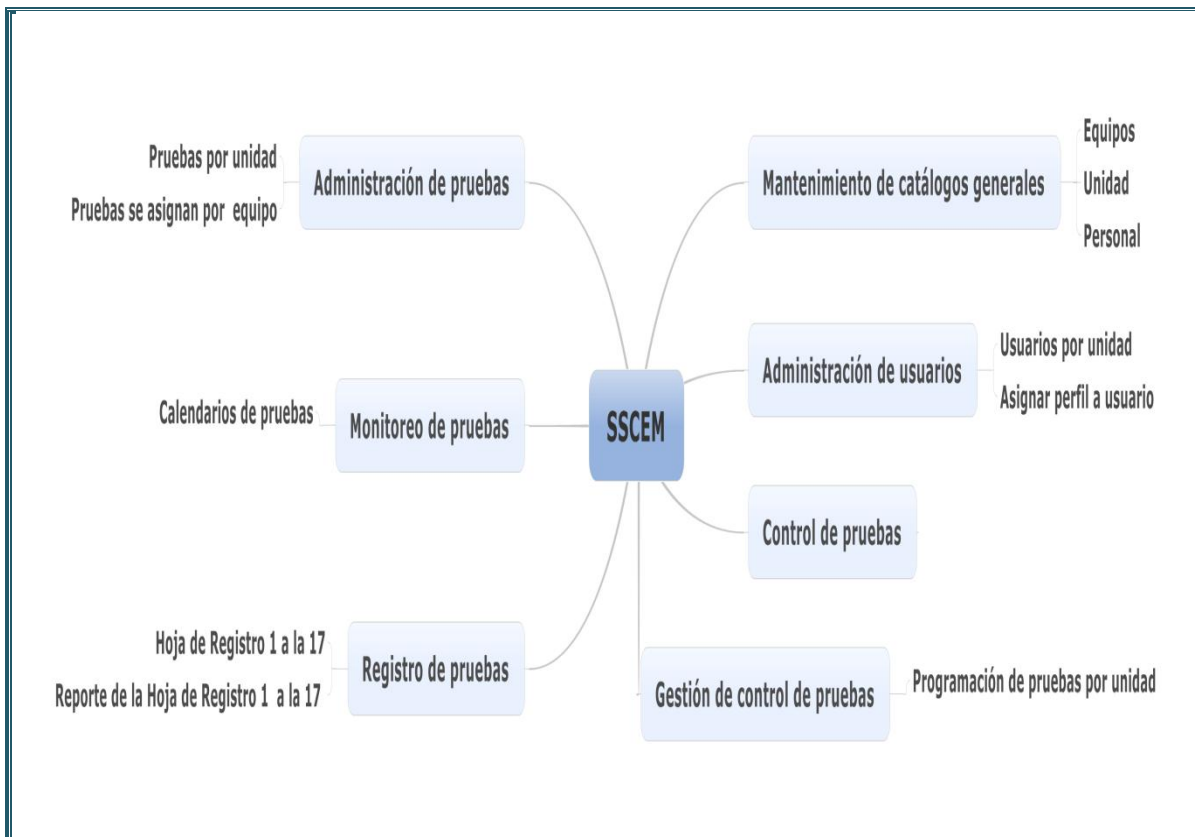 Pruebas por unidad
Pruebas se asignan por equipo
Administración de pruebas
Calendarios de pruebas
Monitoreo de pruebas
Hoja de Registro 1 a la 17
Reporte de la Hoja de Registro 1 a la 17
Registro de pruebas
SSCEM
Mantenimiento de catálogos generales
Equipos
Unidad
Personal
Administración de usuarios
Usuarios por unidad
Asignar perfil a usuario
Control de pruebas
Gestión de control de pruebas
Programación de pruebas por unidad